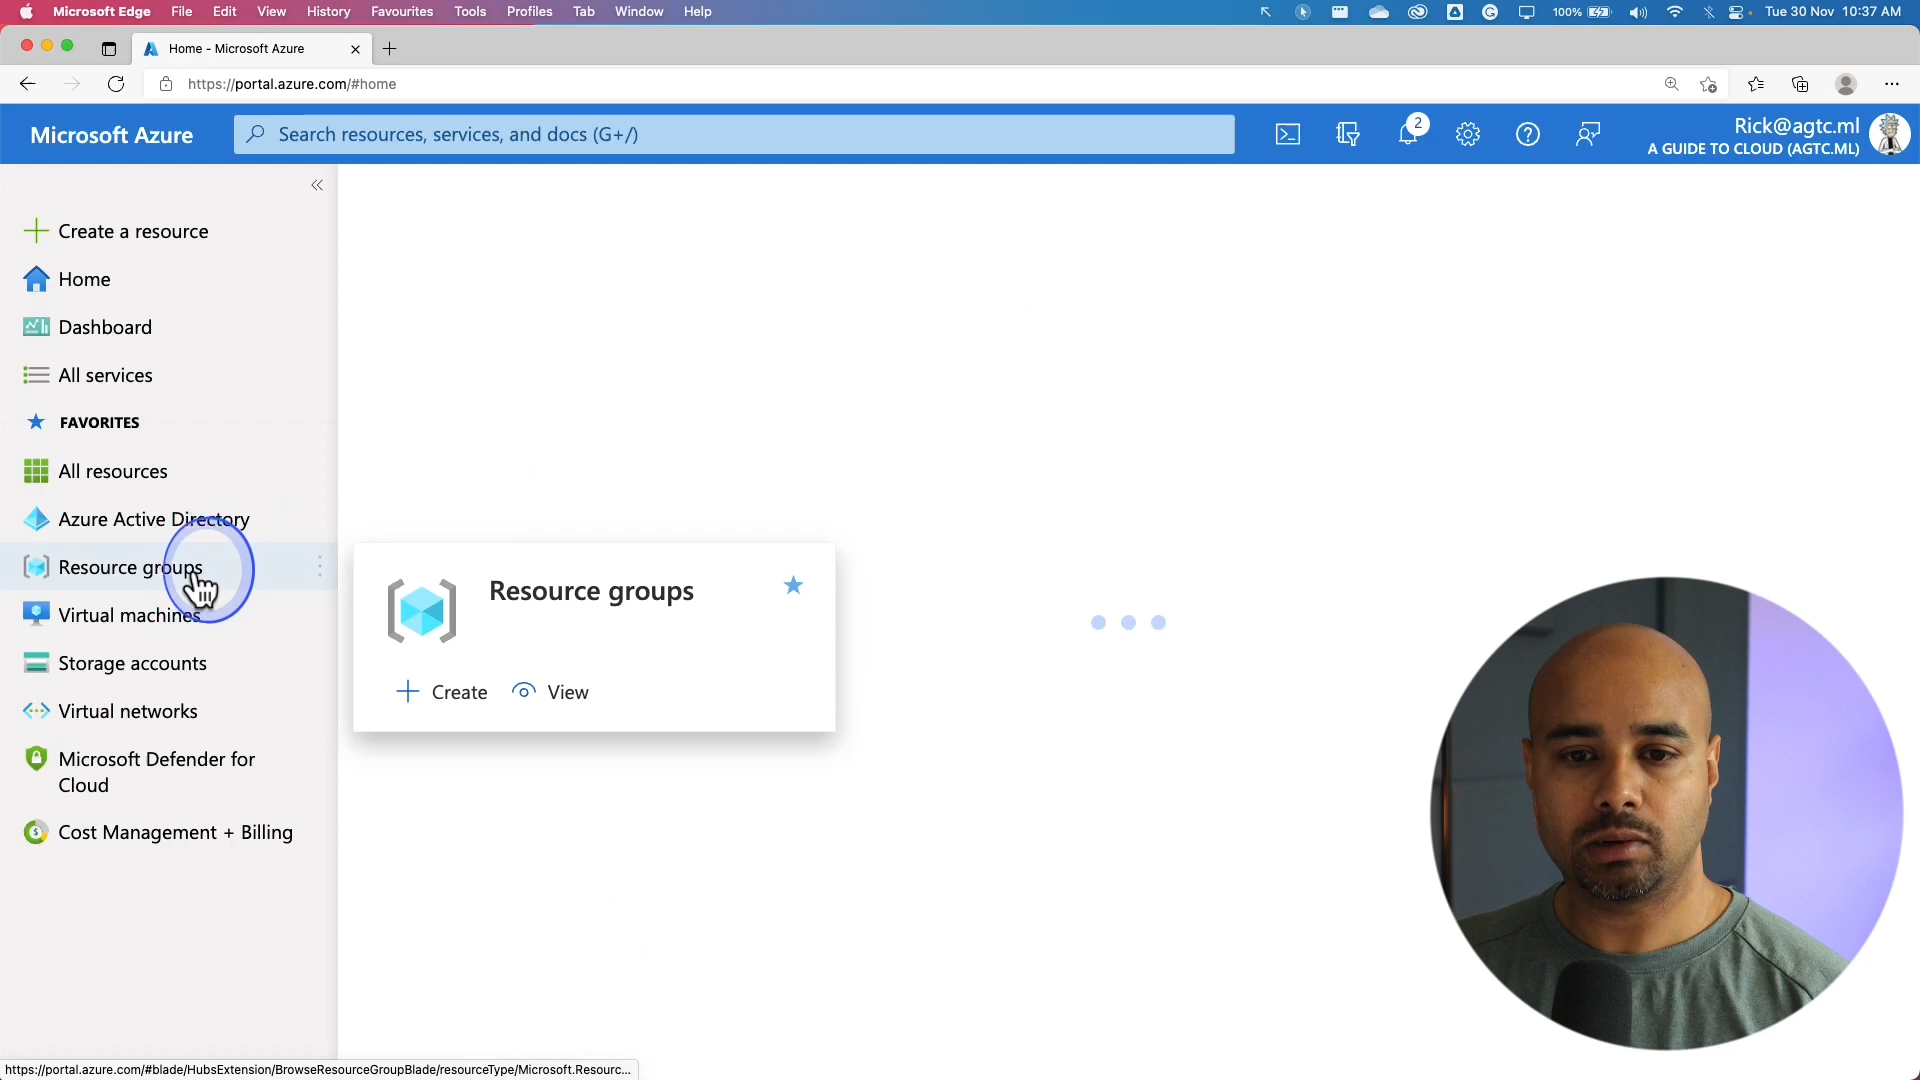 Microsoft Edge File Edit View History Favourites Tools Profiles Tab Window Help 100% Tue 30 Nov 10:37 AM
Home - Microsoft Azure
https://portal.azure.com/#home
Microsoft Azure
Search resources, services, and docs (G+/)
2
Rick@agtc.ml
A GUIDE TO CLOUD (AGTC.ML)
Create a resource
Home
Dashboard
All services
FAVORITES
All resources
Azure Active Directory
Resource groups
Virtual machines
Storage accounts
Virtual networks
Microsoft Defender for
Cloud
Cost Management + Billing
Resource groups
Create View
https://portal.azure.com/#blade/HubsExtension/BrowseResourceGroupBlade/resourceType/Microsoft.Resourc...